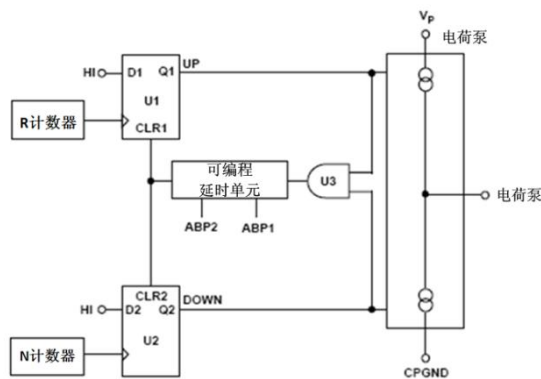 V_P
电荷泵
HI
D1
Q1
UP
U1
R计数器
CLR1
可编程
延时单元
U3
ABP2
ABP1
电荷泵
CLR2
HI
D2
Q2
DOWN
U2
N计数器
CPGND